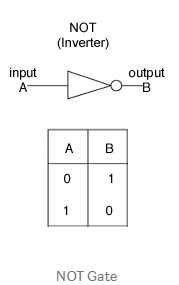 NOT
(Inverter)
input output
A B
A B
0 1
1 0
NOT Gate